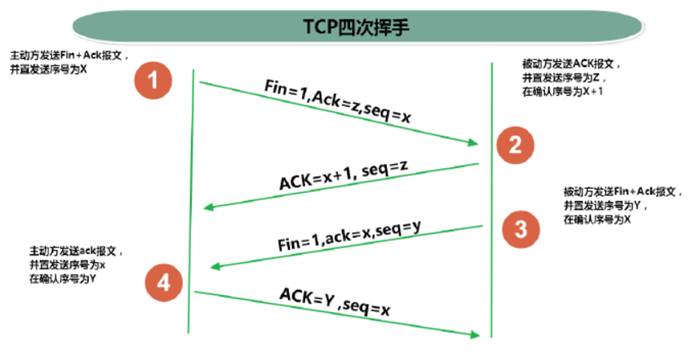 TCP四次挥手
主动方发送Fin+Ack报文，
并置发送序号为X
1
Fin=1,Ack=z,seq=x
被动方发送ACK报文，
并置发送序号为Z，
在确认序号为X+1
2
ACK=x+1, seq=z
被动方发送Fin+Ack报文，
并置发送序号为Y，
在确认序号为X
3
Fin=1,ack=x,seq=y
主动方发送ack报文，
并置发送序号为x
在确认序号为Y
4
ACK=Y ,seq=x